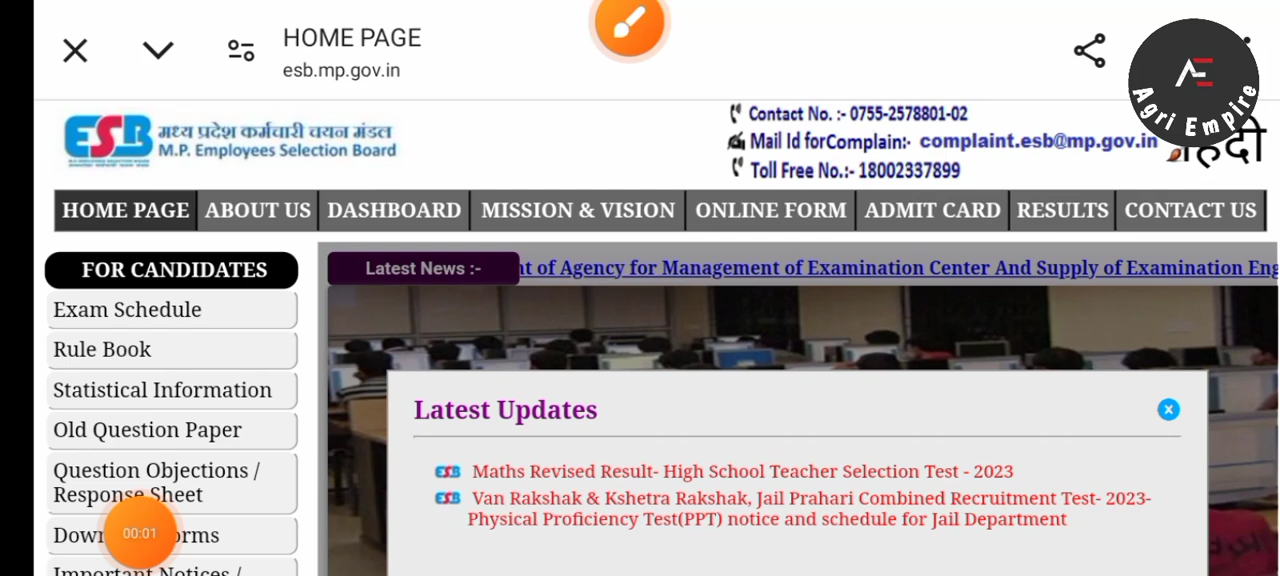 HOME PAGE
esb.mp.gov.in
Agri Empire
ESB मध्य प्रदेश कर्मचारी चयन मंडल
M.P. Employees Selection Board
Contact No. :- 0755-2578801-02
Mail Id forComplain:- complaint.esb@mp.gov.in
Toll Free No.:- 18002337899
हिंदी
HOME PAGE ABOUT US DASHBOARD MISSION & VISION ONLINE FORM ADMIT CARD RESULTS CONTACT US
FOR CANDIDATES
Latest News :- of Agency for Management of Examination Center And Supply of Examination
Exam Schedule
Rule Book
Statistical Information
Old Question Paper
Question Objections /
Response Sheet
00:01
Important Notices /
Latest Updates
ESB Maths Revised Result- High School Teacher Selection Test - 2023
ESB Van Rakshak & Kshetra Rakshak, Jail Prahari Combined Recruitment Test- 2023-
Physical Proficiency Test(PPT) notice and schedule for Jail Department